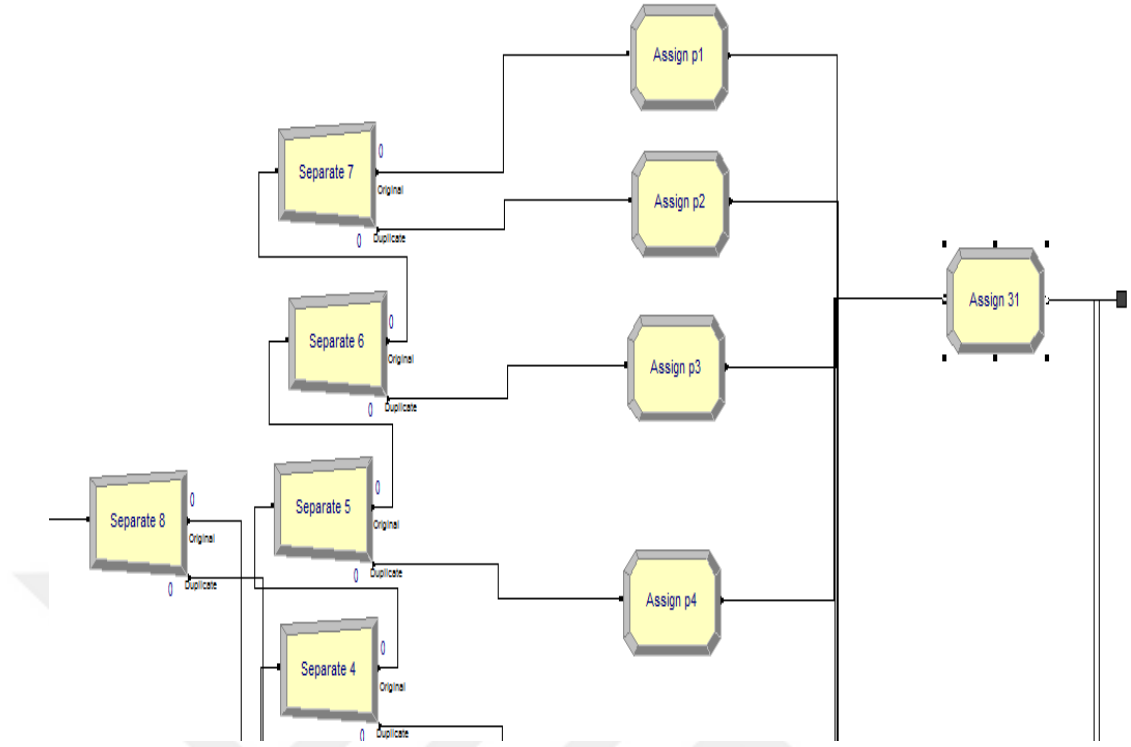 Assign p1
0
Separate 7
Original
Assign p2
0
Duplicate
Assign 31
0
Separate 6
Original
Assign p3
0
Duplicate
0
Separate 5
Original
0
Separate 8
Original
0
Duplicate
0
Duplicate
Assign p4
0
Separate 4
Original
Duplicate